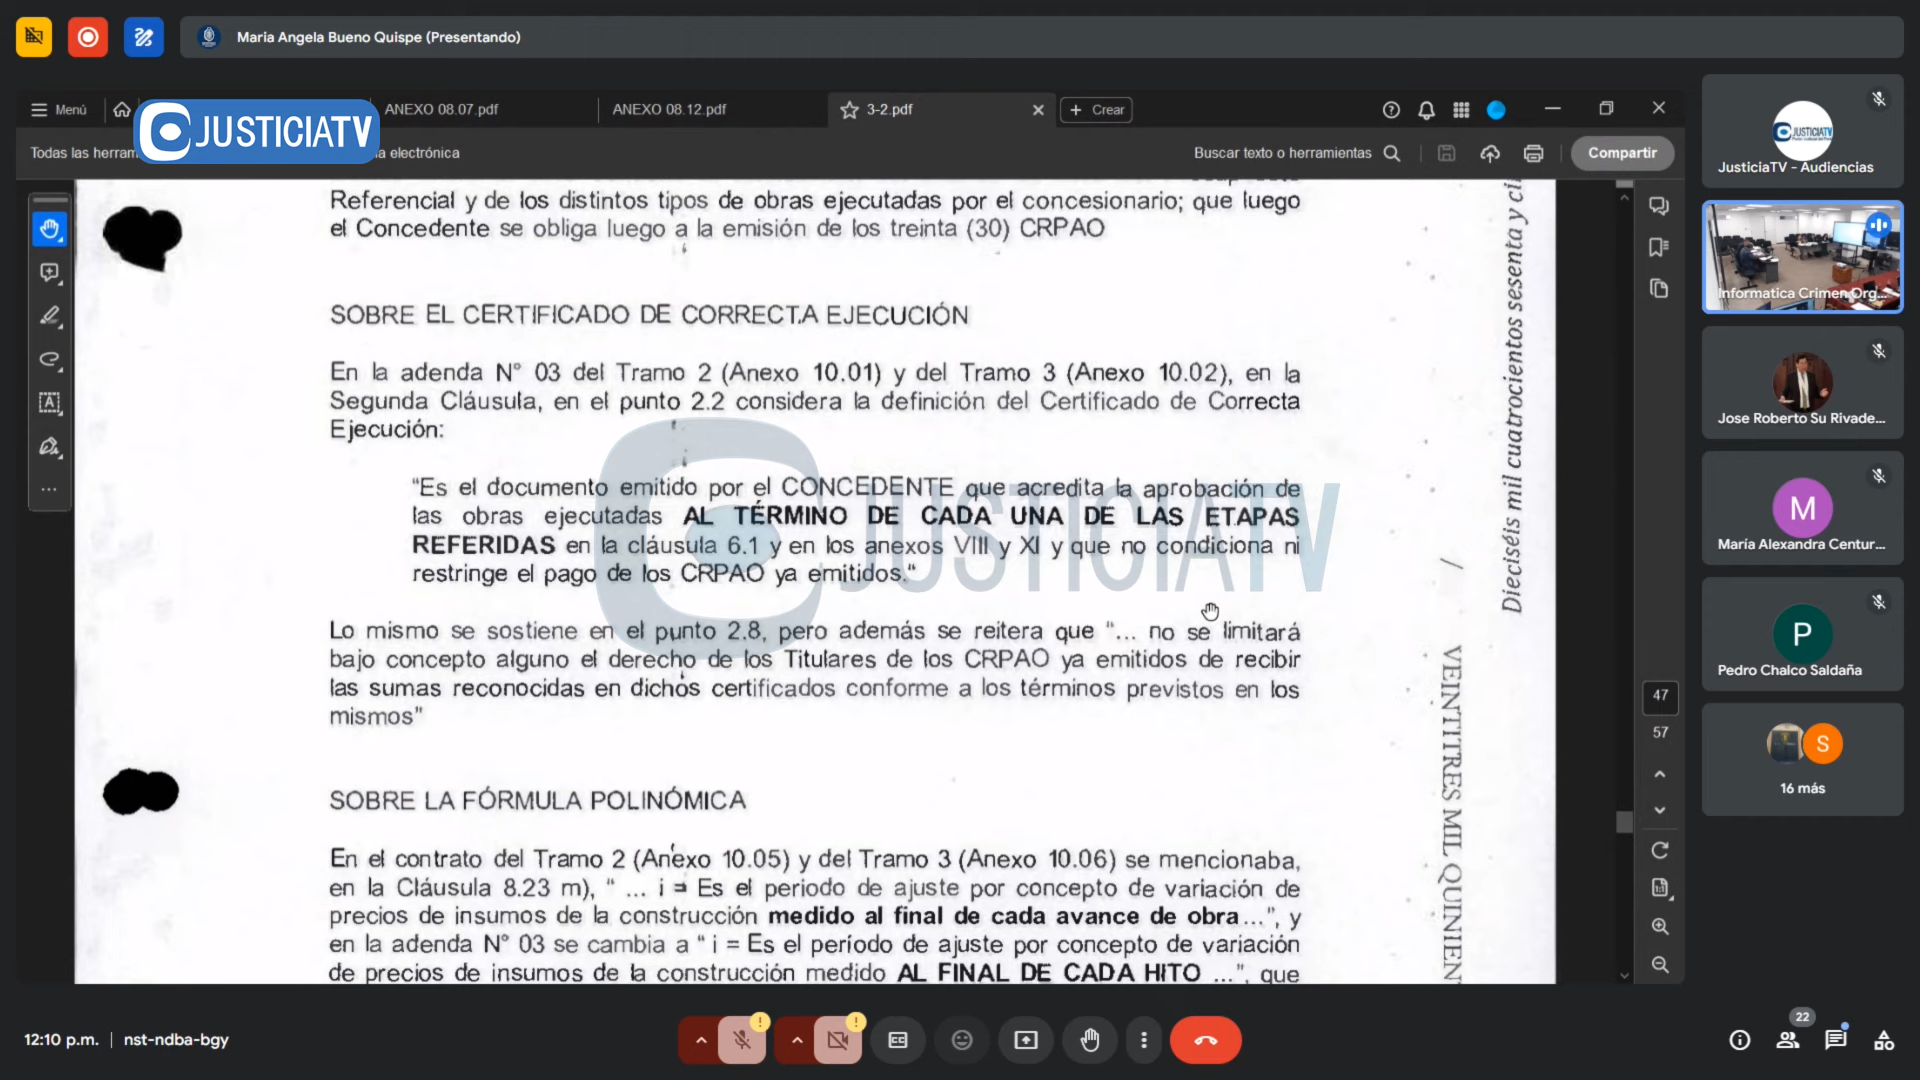 Maria Angela Bueno Quispe (Presentando)
Menú
ANEXO 08.07.pdf
ANEXO 08.12.pdf
3-2.pdf
Crear
JUSTICIATV
Todas las herram
a electrónica
Buscar texto o herramientas
Compartir
Referencial y de los distintos tipos de obras ejecutadas por el concesionario; que luego
el Concedente se obliga luego a la emisión de los treinta (30) CRPAO
SOBRE EL CERTIFICADO DE CORRECTA EJECUCIÓN
En la adenda N° 03 del Tramo 2 (Anexo 10.01) y del Tramo 3 (Anexo 10.02), en la
Segunda Cláusula, en el punto 2.2 considera la definición del Certificado de Correcta
Ejecución:
“Es el documento emitido por el CONCEDENTE que acredita la aprobación de
las obras ejecutadas AL TÉRMINO DE CADA UNA DE LAS ETAPAS
REFERIDAS en la cláusula 6.1 y en los anexos VIII y XI y que no condiciona ni
restringe el pago de los CRPAO ya emitidos.“
JUSTICIATV
Lo mismo se sostiene en el punto 2.8, pero además se reitera que “... no se limitará
bajo concepto alguno el derecho de los Titulares de los CRPAO ya emitidos de recibir
las sumas reconocidas en dichos certificados conforme a los términos previstos en los
mismos”
SOBRE LA FÓRMULA POLINÓMICA
En el contrato del Tramo 2 (Anexo 10.05) y del Tramo 3 (Anexo 10.06) se mencionaba,
en la Cláusula 8.23 m), “ ... i = Es el periodo de ajuste por concepto de variación de
precios de insumos de la construcción medido al final de cada avance de obra...”, y
en la adenda N° 03 se cambia a “ i = Es el período de ajuste por concepto de variación
de precios de insumos de la construcción medido AL FINAL DE CADA HITO ...”, que
Dieciséis mil cuatrocientos sesenta y ci
/ VEINTITRES MIL QUINIEN
47
57
JUSTICIATV
JusticiaTV - Audiencias
Informatica Crimen Org...
Jose Roberto Su Rivade...
M
María Alexandra Centur...
P
Pedro Chalco Saldaña
S
16 más
12:10 p.m.
nst-ndba-bgy
22